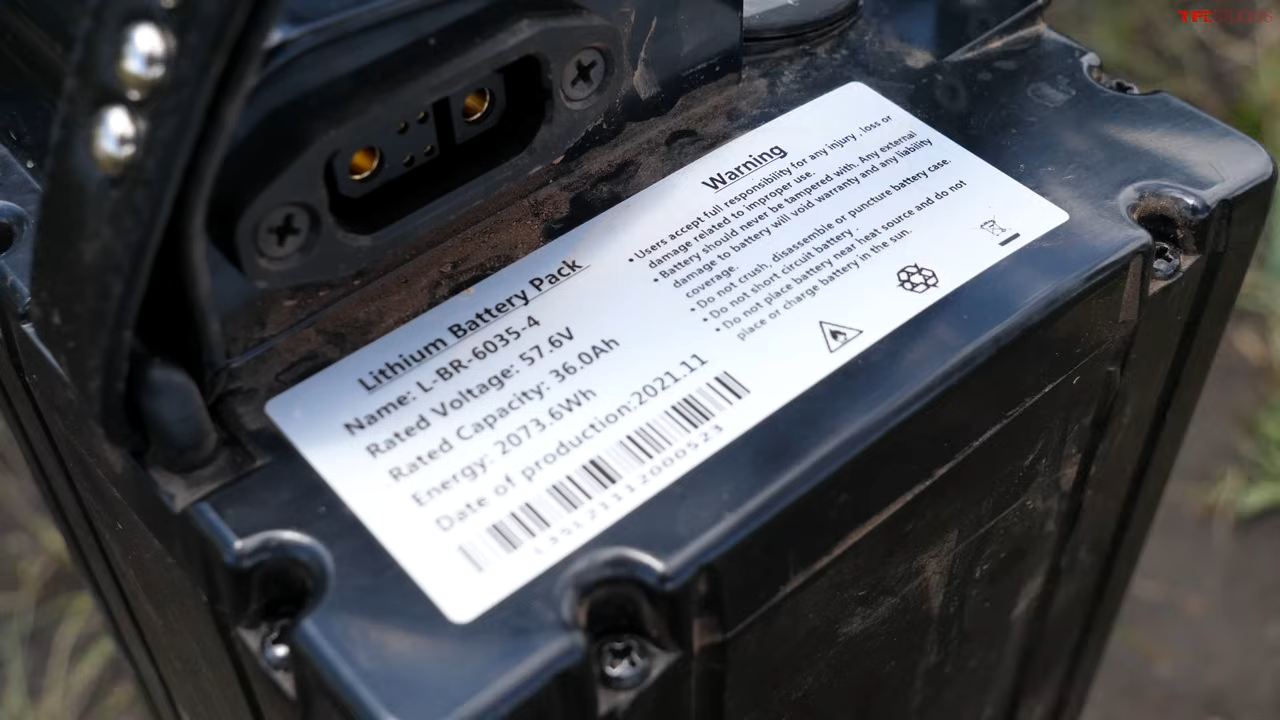 Lithium Battery Pack
Name: L-BR-6035-4
Rated Voltage: 57.6V
Rated Capacity: 36.0Ah
Energy: 2073.6Wh
Date of production:2021.11
Warning
• Users accept full responsibility for any injury, loss or
damage related to improper use.
• Battery should never be tampered with. Any external
damage to battery will void warranty and any liability
coverage.
• Do not crush, disassemble or puncture battery case.
• Do not short circuit battery.
• Do not place battery near heat source and do not
place or charge battery in the sun.